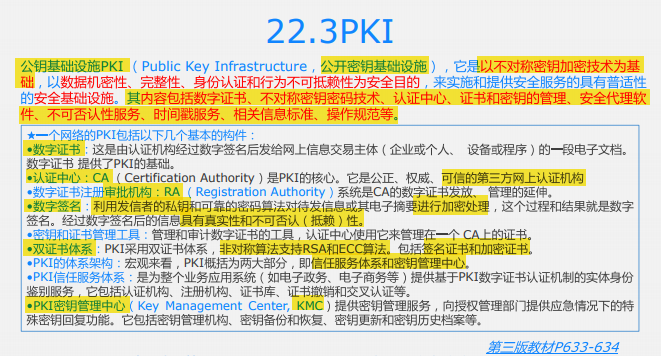 22.3PKI
公钥基础设施PKI（Public Key Infrastructure，公开密钥基础设施），它是以不对称密钥加密技术为基
础，以数据机密性、完整性、身份认证和行为不可抵赖性为安全目的，来实施和提供安全服务的具有普适性
的安全基础设施。其内容包括数字证书、不对称密钥密码技术、认证中心、证书和密钥的管理、安全代理软
件、不可否认性服务、时间戳服务、相关信息标准、操作规范等。
★一个网络的PKI包括以下几个基本的构件：
•数字证书：这是由认证机构经过数字签名后发给网上信息交易主体（企业或个人、 设备或程序）的一段电子文档。
数字证书 提供了PKI的基础。
•认证中心：CA（Certification Authority）是PKI的核心。它是公正、权威、可信的第三方网上认证机构
•数字证书注册审批机构：RA（Registration Authority）系统是CA的数字证书发放、 管理的延伸。
•数字签名：利用发信者的私钥和可靠的密码算法对待发信息或其电子摘要进行加密处理，这个过程和结果就是数字
签名。经过数字签名后的信息具有真实性和不可否认（抵赖）性。
•密钥和证书管理工具：管理和审计数字证书的工具，认证中心使用它来管理在一个 CA上的证书。
•双证书体系：PKI采用双证书体系，非对称算法支持RSA和ECC算法。包括签名证书和加密证书。
•PKI的体系架构：宏观来看，PKI概括为两大部分，即信任服务体系和密钥管理中心。
•PKI信任服务体系：是为整个业务应用系统（如电子政务、电子商务等）提供基于PKI数字证书认证机制的实体身份
鉴别服务，它包括认证机构、注册机构、证书库、证书撤销和交叉认证等。
•PKI密钥管理中心（Key Management Center, KMC）提供密钥管理服务，向授权管理部门提供应急情况下的特
殊密钥回复功能。它包括密钥管理机构、密钥备份和恢复、密钥更新和密钥历史档案等。
第三版教材P633-634